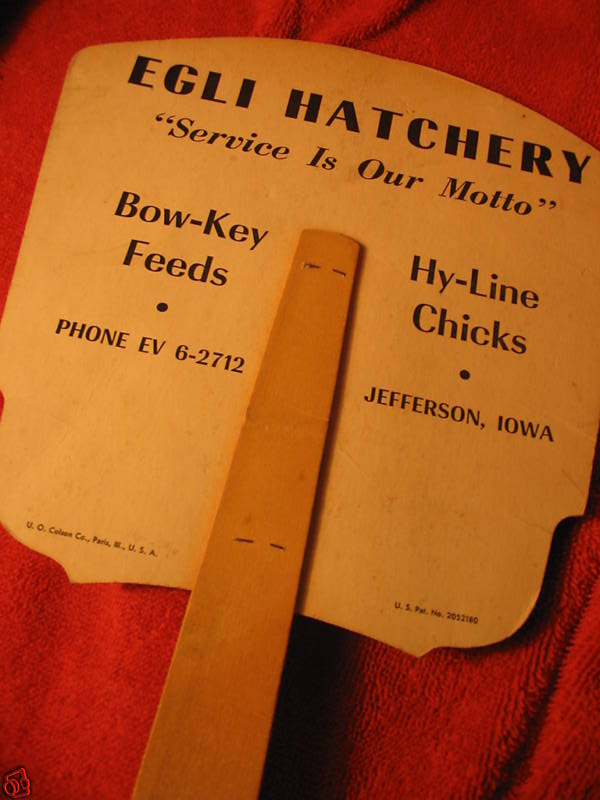 EGLI HATCHERY
“Service Is Our Motto”
Bow-Key
Feeds
•
PHONE EV 6-2712
Hy-Line
Chicks
•
JEFFERSON, IOWA
U. O. Colson Co., Paris, Ill., U. S. A.
U. S. Pat. No. 2052180